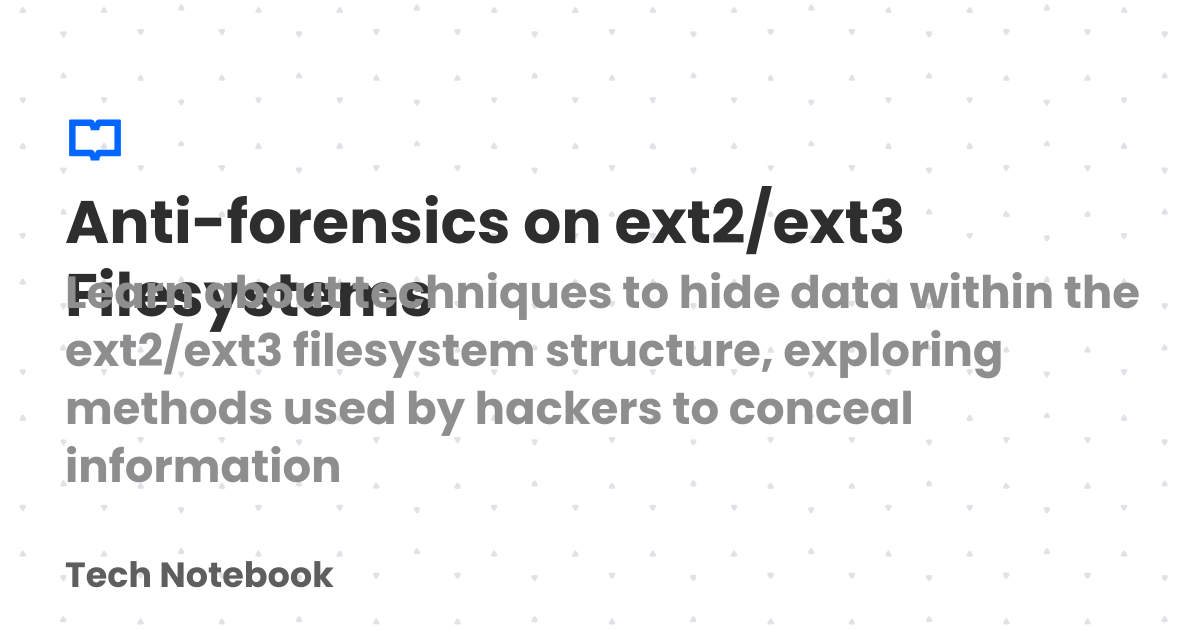 Anti-forensics on ext2/ext3
Filesystems
Learn about techniques to hide data within the
ext2/ext3 filesystem structure, exploring
methods used by hackers to conceal
information
Tech Notebook